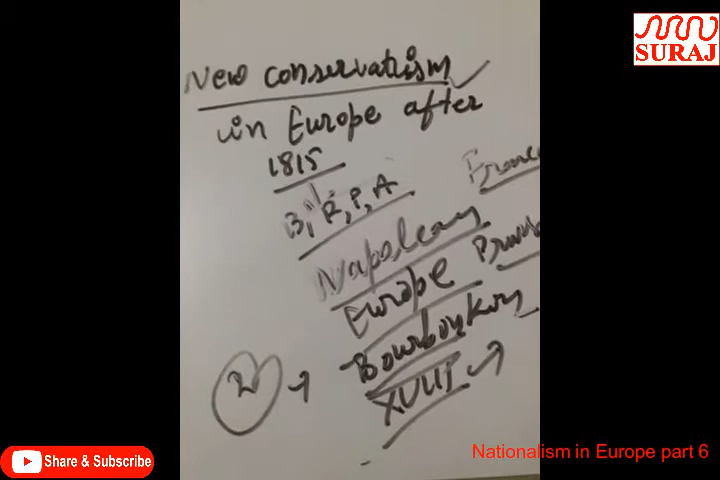 SURAJ
New conservatism
in Europe after
1815
B, R, P, A
France
Napoleon
Europe
Bourbon
XVIII
2
Share & Subscribe
Nationalism in Europe part 6